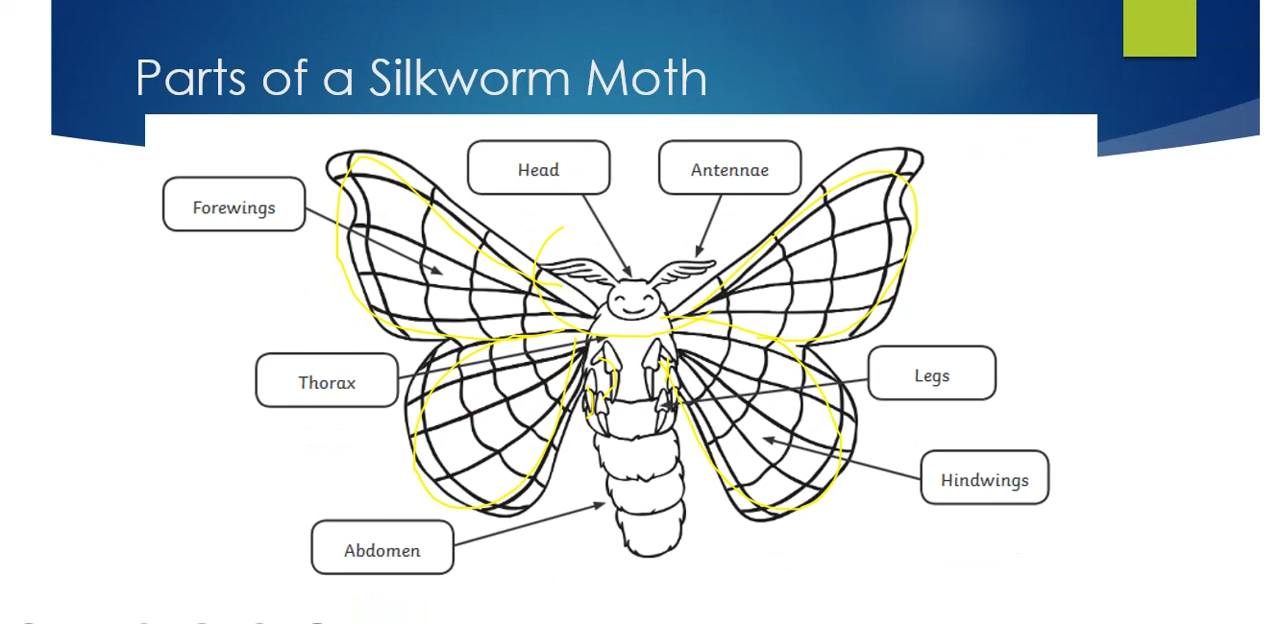 Parts of a Silkworm Moth
Head
Antennae
Forewings
Thorax
Legs
Hindwings
Abdomen